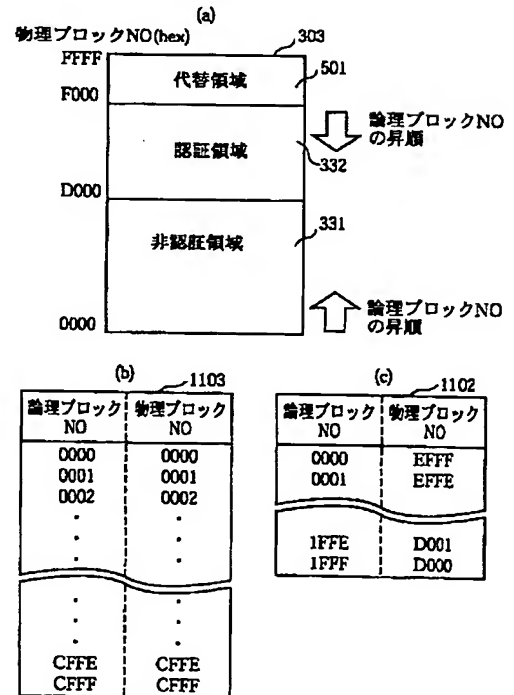 (a)
物理ブロックNO(hex)
303
FFFF
代替領域
501
F000
論理ブロックNO
の昇順
認証領域
332
D000
331
非認証領域
論理ブロックNO
の昇順
0000
(b)
1103
論理ブロック
NO
物理ブロック
NO
0000 0000
0001 0001
0002 0002
CFFE CFFE
CFFF CFFF
(c)
1102
論理ブロック
NO
物理ブロック
NO
0000 EFFF
0001 EFFE
1FFE D001
1FFF D000